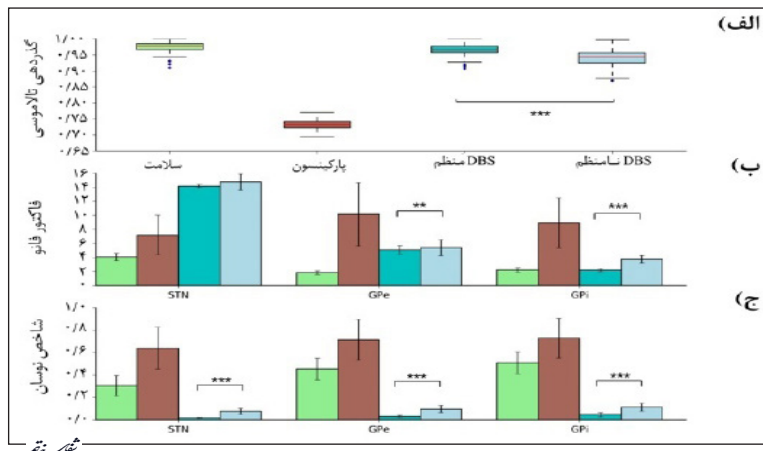 الف)
گذردهی تالاموسی
۱/۰۰
۰/۹۵
۰/۹۰
۰/۸۵
۰/۸۰
۰/۷۵
۰/۷۰
۰/۶۵
***
سلامت پارکینسون DBS منظم DBS نامنظم
ب)
فاکتور فانو
۱۶
۱۴
۱۲
۱۰
۸
۶
۴
۲
۰
** ***
STN GPe GPi
ج)
شاخص نوسان
۱/۰
۰/۸
۰/۶
۰/۴
۰/۲
۰/۰
*** *** ***
STN GPe GPi